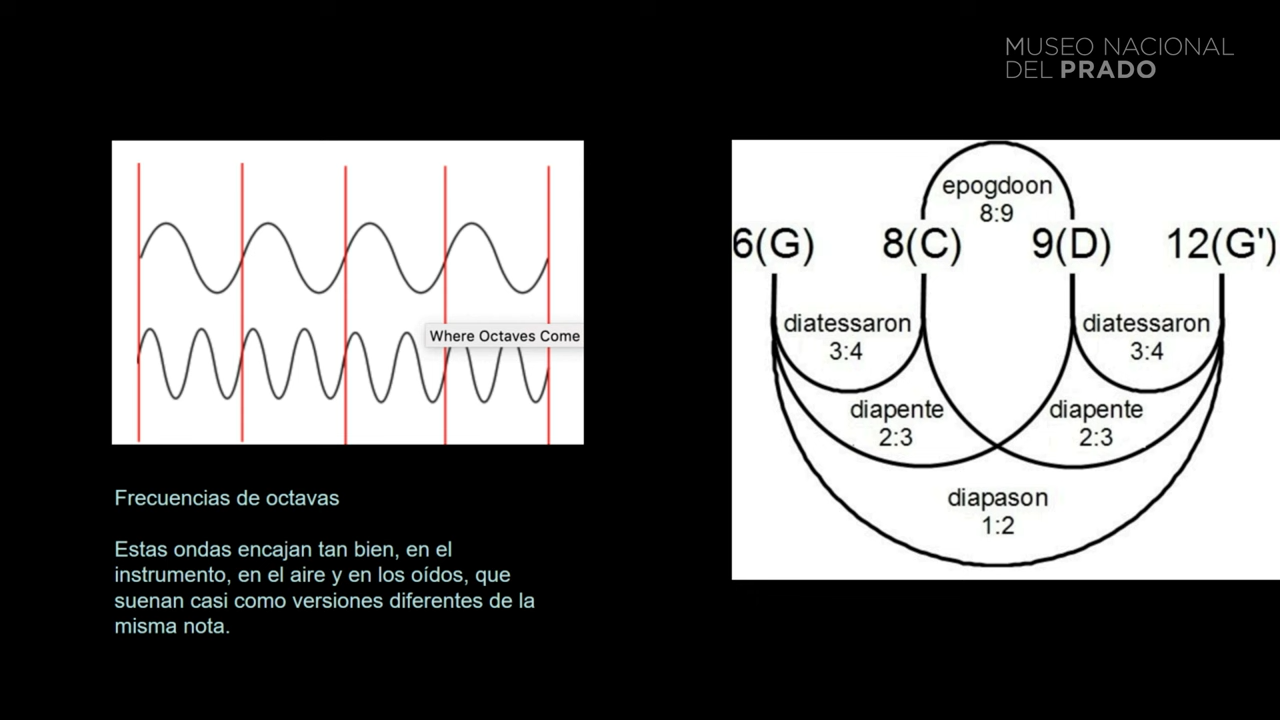 MUSEO NACIONAL
DEL PRADO
Where Octaves Come
Frecuencias de octavas
Estas ondas encajan tan bien, en el
instrumento, en el aire y en los oídos, que
suenan casi como versiones diferentes de la
misma nota.
epogdoon
8:9
6(G) 8(C) 9(D) 12(G')
diatessaron diatessaron
3:4 3:4
diapente diapente
2:3 2:3
diapason
1:2